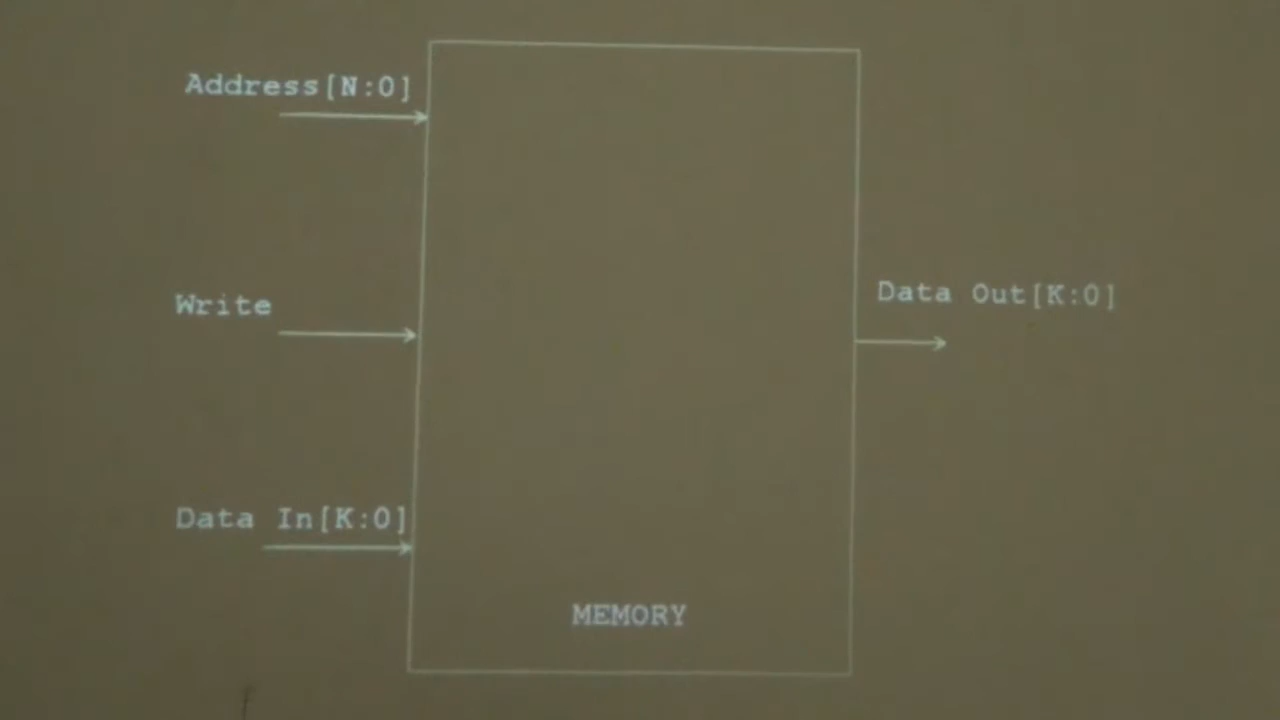 Address[N:0]
Write
Data Out[K:0]
Data In[K:0]
MEMORY